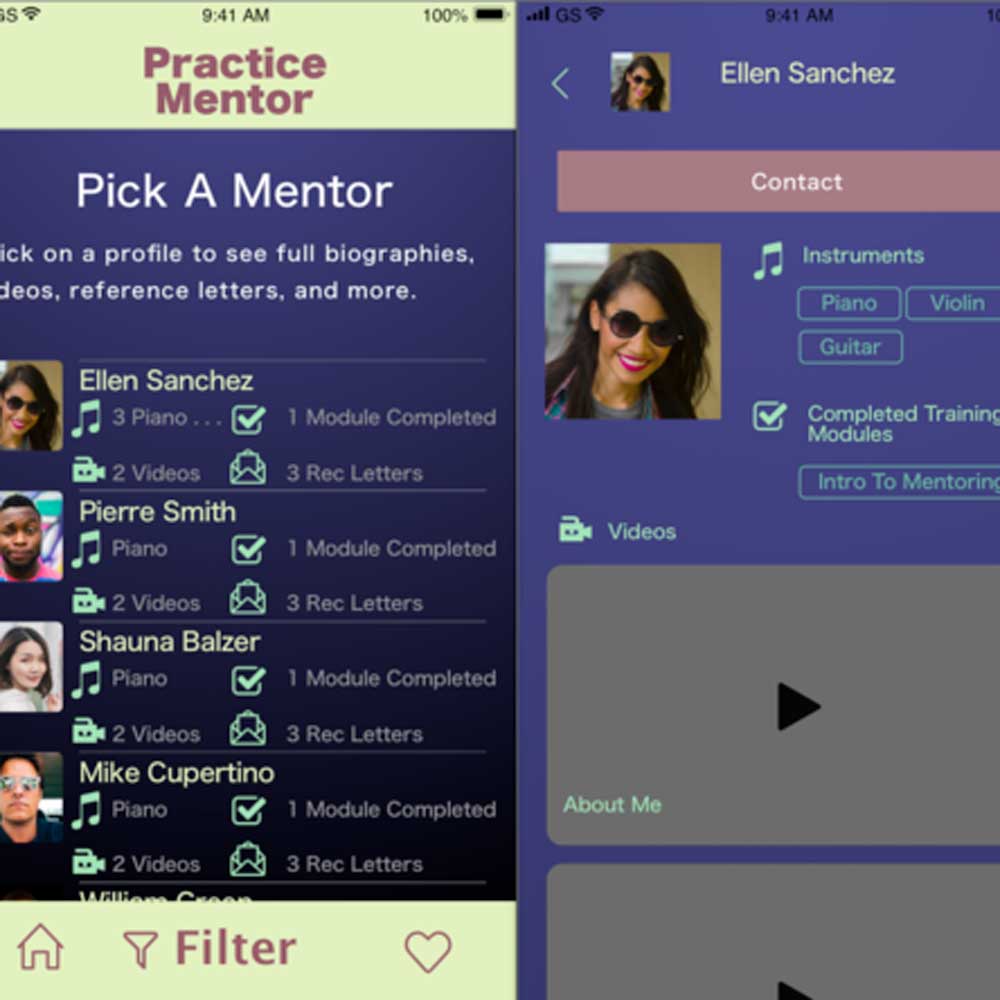 GS 9:41 AM 100%
Practice
Mentor
Pick A Mentor
ick on a profile to see full biographies,
deos, reference letters, and more.
Ellen Sanchez
3 Piano . . . 1 Module Completed
2 Videos 3 Rec Letters
Pierre Smith
Piano 1 Module Completed
2 Videos 3 Rec Letters
Shauna Balzer
Piano 1 Module Completed
2 Videos 3 Rec Letters
Mike Cupertino
Piano 1 Module Completed
2 Videos 3 Rec Letters
William Green
Filter
GS 9:41 AM 10
Ellen Sanchez
Contact
Instruments
Piano Violin
Guitar
Completed Training
Modules
Intro To Mentoring
Videos
About Me